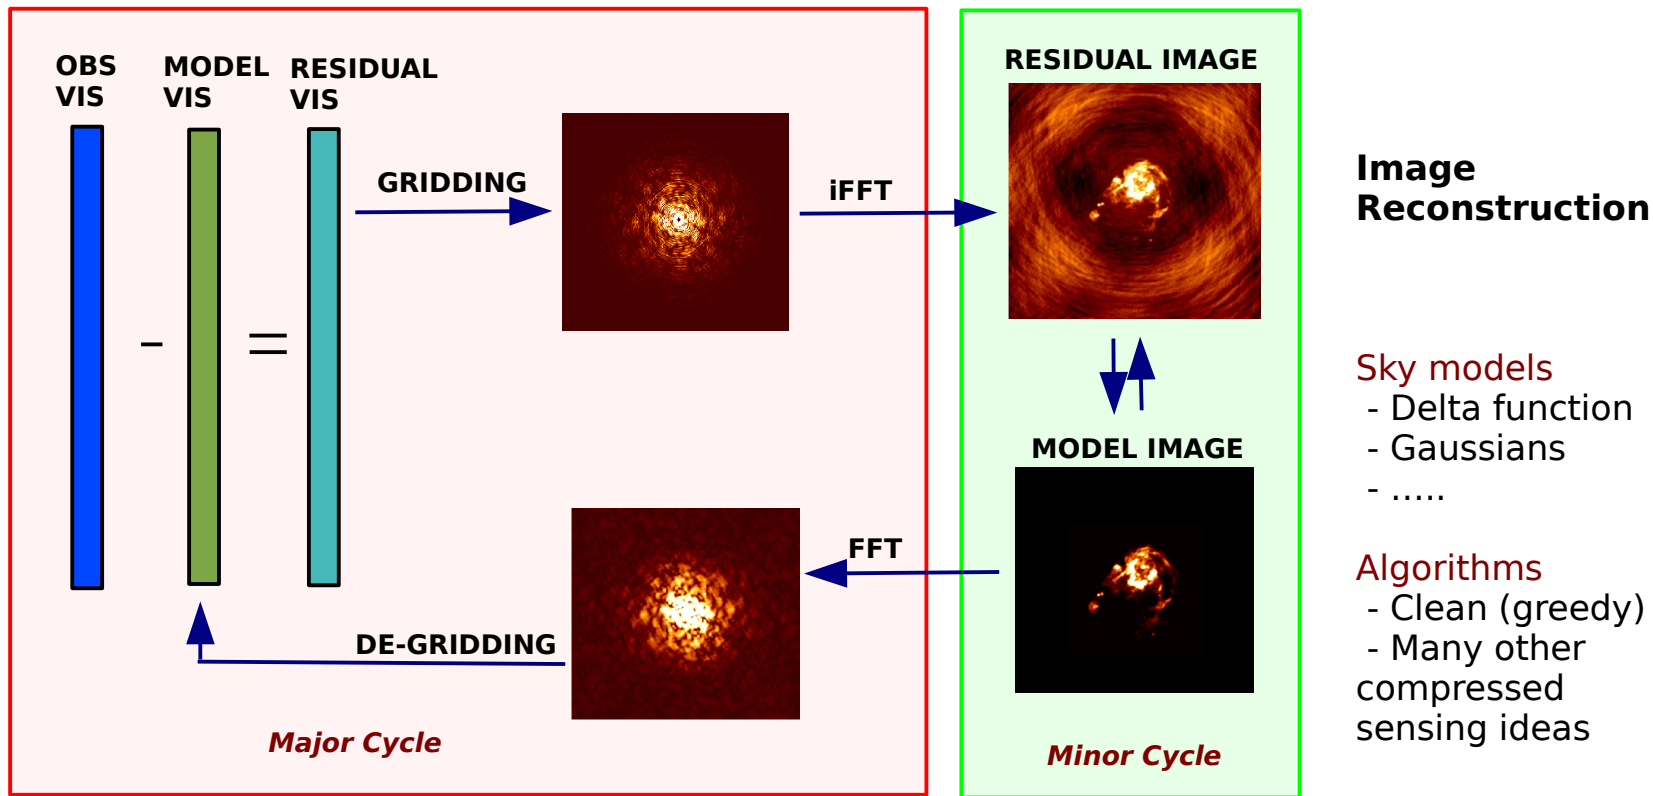 OBS
VIS
MODEL
VIS
RESIDUAL
VIS
GRIDDING
iFFT
RESIDUAL IMAGE
MODEL IMAGE
FFT
DE-GRIDDING
Major Cycle
Minor Cycle
Image
Reconstruction
Sky models
- Delta function
- Gaussians
- .....
Algorithms
- Clean (greedy)
- Many other
compressed
sensing ideas